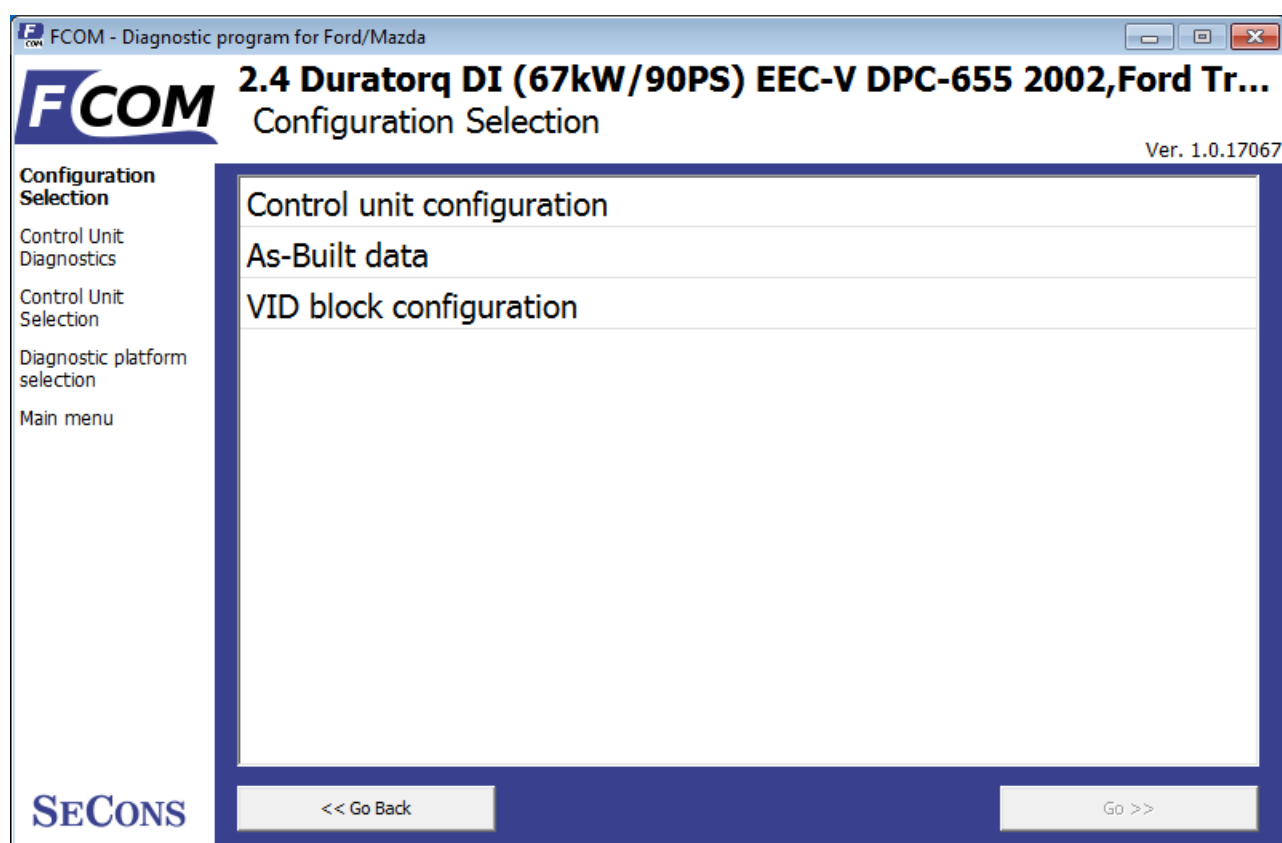 FCOM - Diagnostic program for Ford/Mazda
FCOM
2.4 Duratorq DI (67kW/90PS) EEC-V DPC-655 2002,Ford Tr...
Configuration Selection
Ver. 1.0.17067
Configuration
Selection
Control Unit
Diagnostics
Control Unit
Selection
Diagnostic platform
selection
Main menu
Control unit configuration
As-Built data
VID block configuration
SECONS
<< Go Back
Go >>